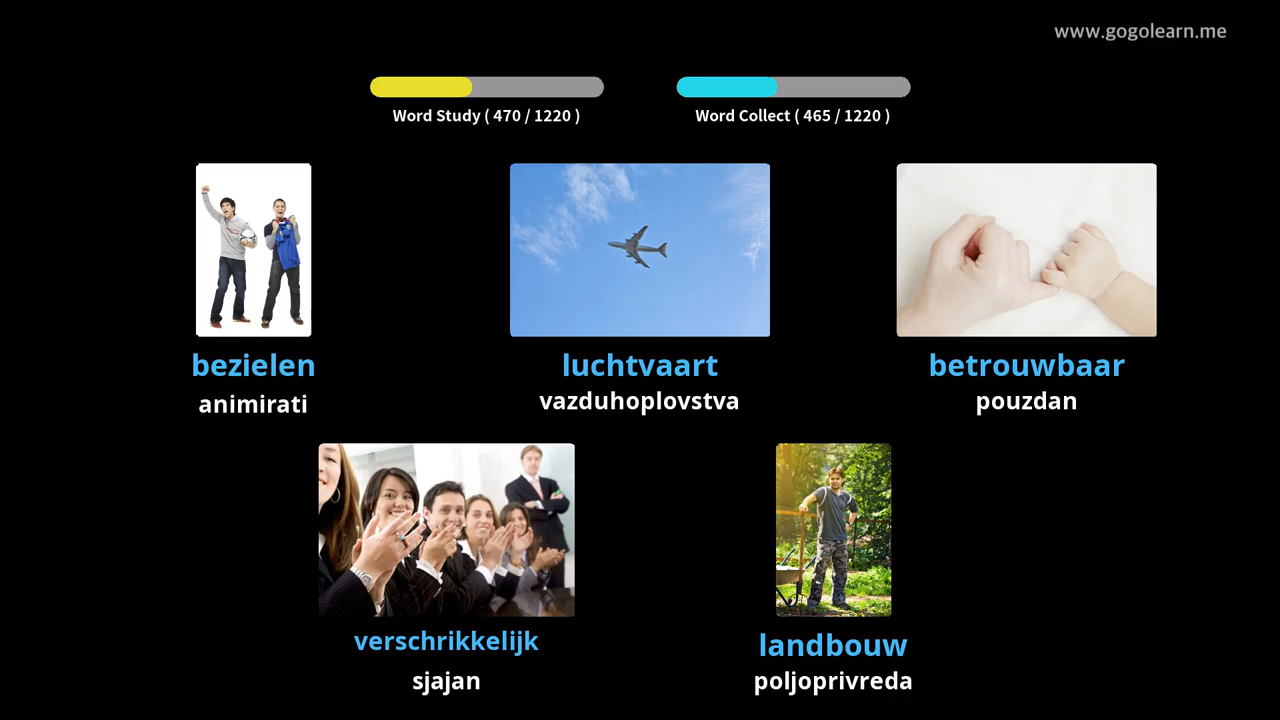 www.gogolearn.me
Word Study ( 470 / 1220 )
Word Collect ( 465 / 1220 )
bezielen
animirati
luchtvaart
vazduhoplovstva
betrouwbaar
pouzdan
verschrikkelijk
sjajan
landbouw
poljoprivreda